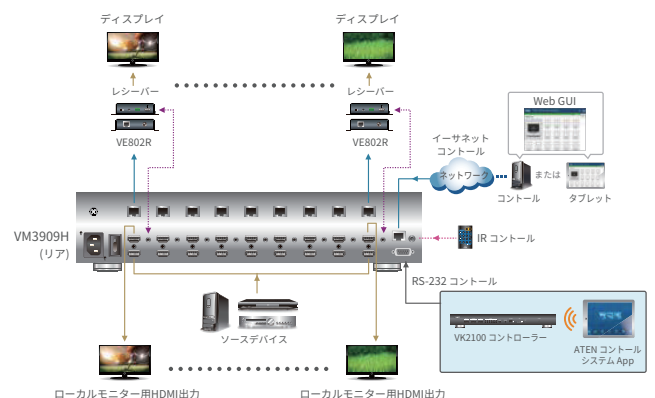 ディスプレイ
ディスプレイ
レシーバー
レシーバー
VE802R
VE802R
Web GUI
イーサネット
コントール
ネットワーク
または
コントール
タブレット
VM3909H
(リア)
IR コントール
RS-232 コントール
ソースデバイス
VK2100 コントローラー
ATEN コントール
システム App
ローカルモニター用HDMI出力
ローカルモニター用HDMI出力